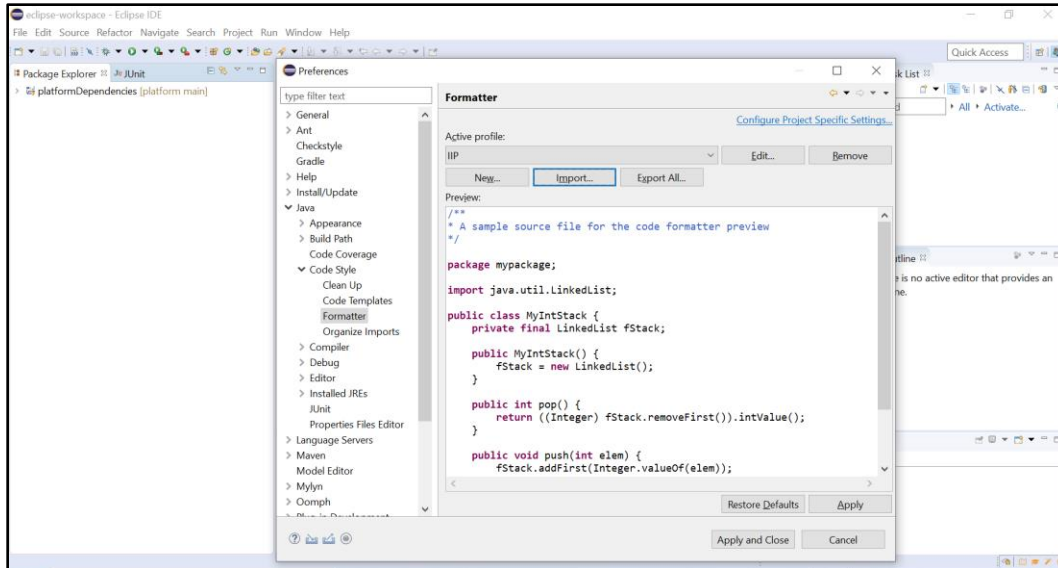 eclipse-workspace - Eclipse IDE
File Edit Source Refactor Navigate Search Project Run Window Help
Quick Access
Package Explorer JUnit
platformDependencies [platform main]
Preferences
type filter text
General
Ant
Checkstyle
Gradle
Help
Install/Update
Java
Appearance
Build Path
Code Coverage
Code Style
Clean Up
Code Templates
Formatter
Organize Imports
Compiler
Debug
Editor
Installed JREs
JUnit
Properties Files Editor
Language Servers
Maven
Model Editor
Mylyn
Oomph
Formatter
Configure Project Specific Settings...
Active profile:
IIP
Edit... Remove
New... Import... Export All...
Preview:
/**
* A sample source file for the code formatter preview
*/
package mypackage;
import java.util.LinkedList;
public class MyIntStack {
private final LinkedList fStack;
public MyIntStack() {
fStack = new LinkedList();
}
public int pop() {
return ((Integer) fStack.removeFirst()).intValue();
}
public void push(int elem) {
fStack.addFirst(Integer.valueOf(elem));
Restore Defaults Apply
Apply and Close Cancel
sk List
d All Activate...
utline
e is no active editor that provides an
ne.